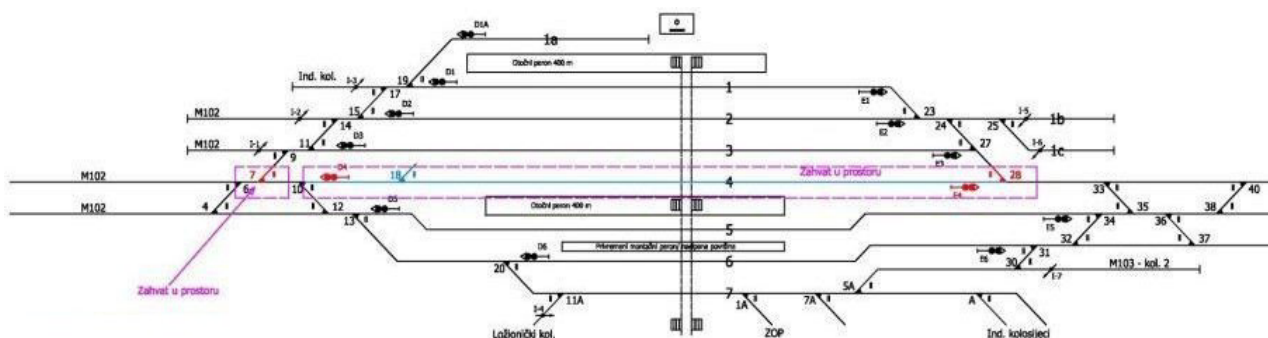 D1A
1a
Otočni peron 400 m
Ind. kol.
I-3
19
D1
1
17
E1
M102
I-2
15
D2
2
23
I-5
1b
14
E2
24
25
M102
I-1
11
D3
3
27
I-6
1c
9
E3
Zahvat u prostoru
M102
7
D4
18
4
28
6
10
E4
33
40
M102
4
12
D5
Otočni peron 400 m
35
38
13
5
E5
34
36
Privremeni montažni peron
32
37
D6
6
E6
31
20
30
M103 - kol. 2
I-7
Zahvat u prostoru
5A
11A
7
1A
7A
A
I-4
Ložionički kol.
ZOP
Ind. kolosijeci